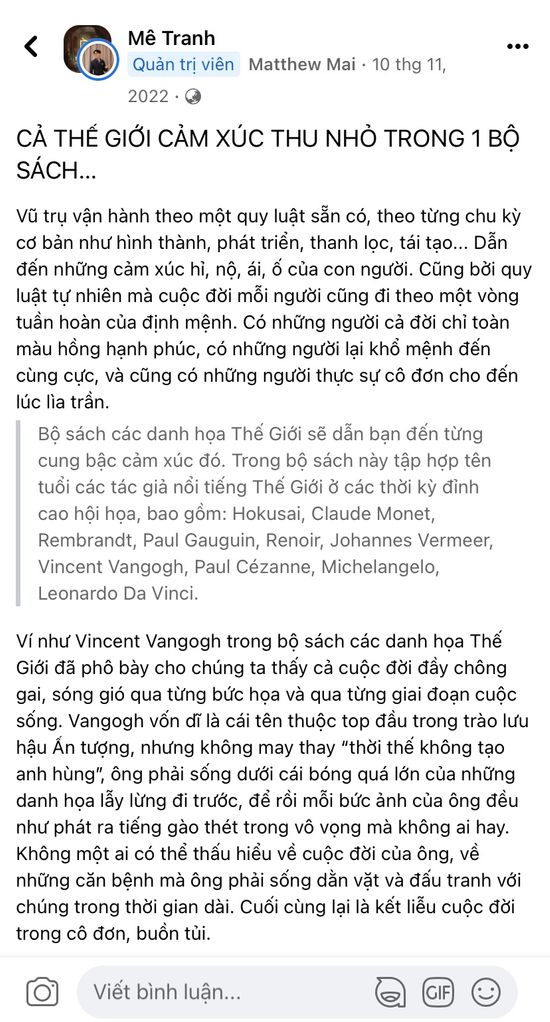 Mê Tranh
Quản trị viên Matthew Mai · 10 thg 11,
2022 ·
CẢ THẾ GIỚI CẢM XÚC THU NHỎ TRONG 1 BỘ
SÁCH...
Vũ trụ vận hành theo một quy luật sẵn có, theo từng chu kỳ
cơ bản như hình thành, phát triển, thanh lọc, tái tạo... Dẫn
đến những cảm xúc hỉ, nộ, ái, ố của con người. Cũng bởi quy
luật tự nhiên mà cuộc đời mỗi người cũng đi theo một vòng
tuần hoàn của định mệnh. Có những người cả đời chỉ toàn
màu hồng hạnh phúc, có những người lại khổ mệnh đến
cùng cực, và cũng có những người thực sự cô đơn cho đến
lúc lìa trần.
Bộ sách các danh họa Thế Giới sẽ dẫn bạn đến từng
cung bậc cảm xúc đó. Trong bộ sách này tập hợp tên
tuổi các tác giả nổi tiếng Thế Giới ở các thời kỳ đỉnh
cao hội họa, bao gồm: Hokusai, Claude Monet,
Rembrandt, Paul Gauguin, Renoir, Johannes Vermeer,
Vincent Vangogh, Paul Cézanne, Michelangelo,
Leonardo Da Vinci.
Ví như Vincent Vangogh trong bộ sách các danh họa Thế
Giới đã phô bày cho chúng ta thấy cả cuộc đời đầy chông
gai, sóng gió qua từng bức họa và qua từng giai đoạn cuộc
sống. Vangogh vốn dĩ là cái tên thuộc top đầu trong trào lưu
hậu Ấn tượng, nhưng không may thay “thời thế không tạo
anh hùng”, ông phải sống dưới cái bóng quá lớn của những
danh họa lẫy lừng đi trước, để rồi mỗi bức ảnh của ông đều
như phát ra tiếng gào thét trong vô vọng mà không ai hay.
Không một ai có thể thấu hiểu về cuộc đời của ông, về
những căn bệnh mà ông phải sống dằn vặt và đấu tranh với
chúng trong thời gian dài. Cuối cùng lại là kết liễu cuộc đời
trong cô đơn, buồn tủi.
Viết bình luận...
GIF